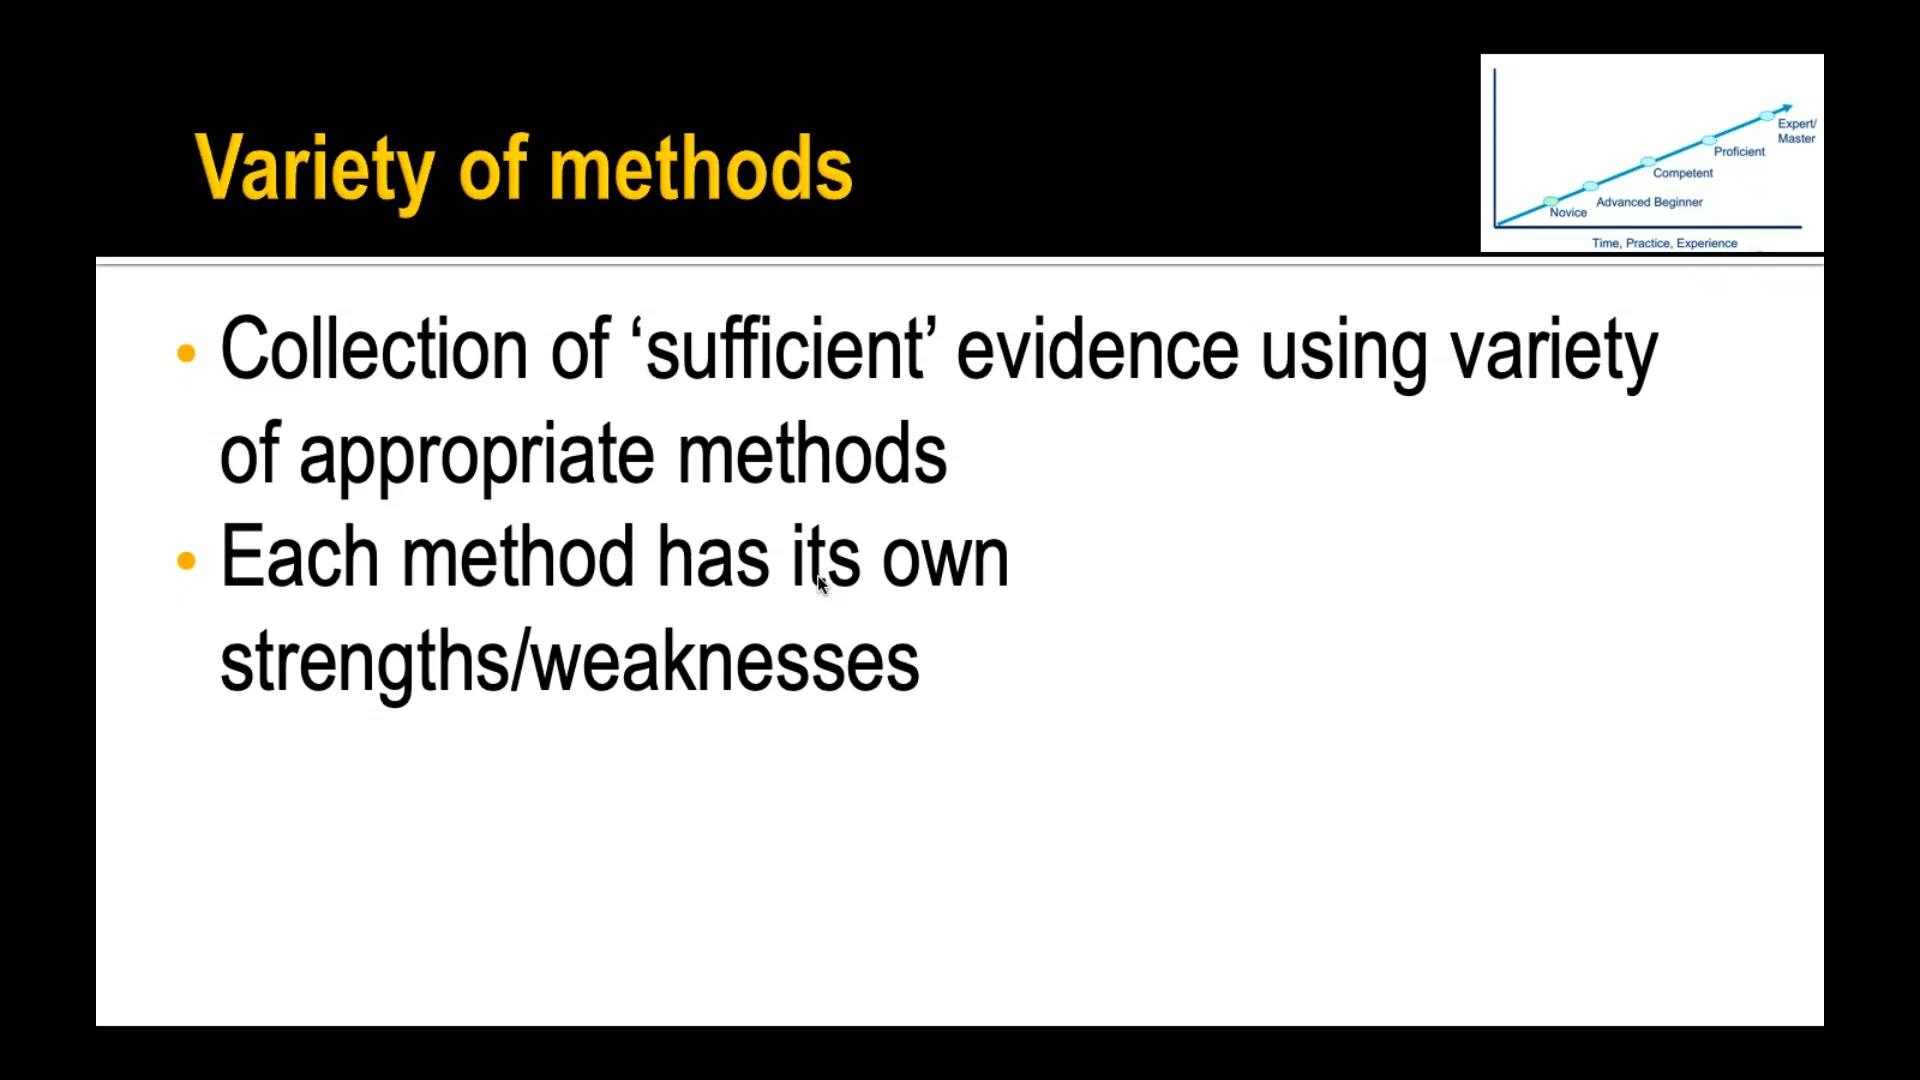 Variety of methods
Expert/
Master
Proficient
Competent
Advanced Beginner
Novice
Time, Practice, Experience
• Collection of ‘sufficient’ evidence using variety
of appropriate methods
• Each method has its own
strengths/weaknesses